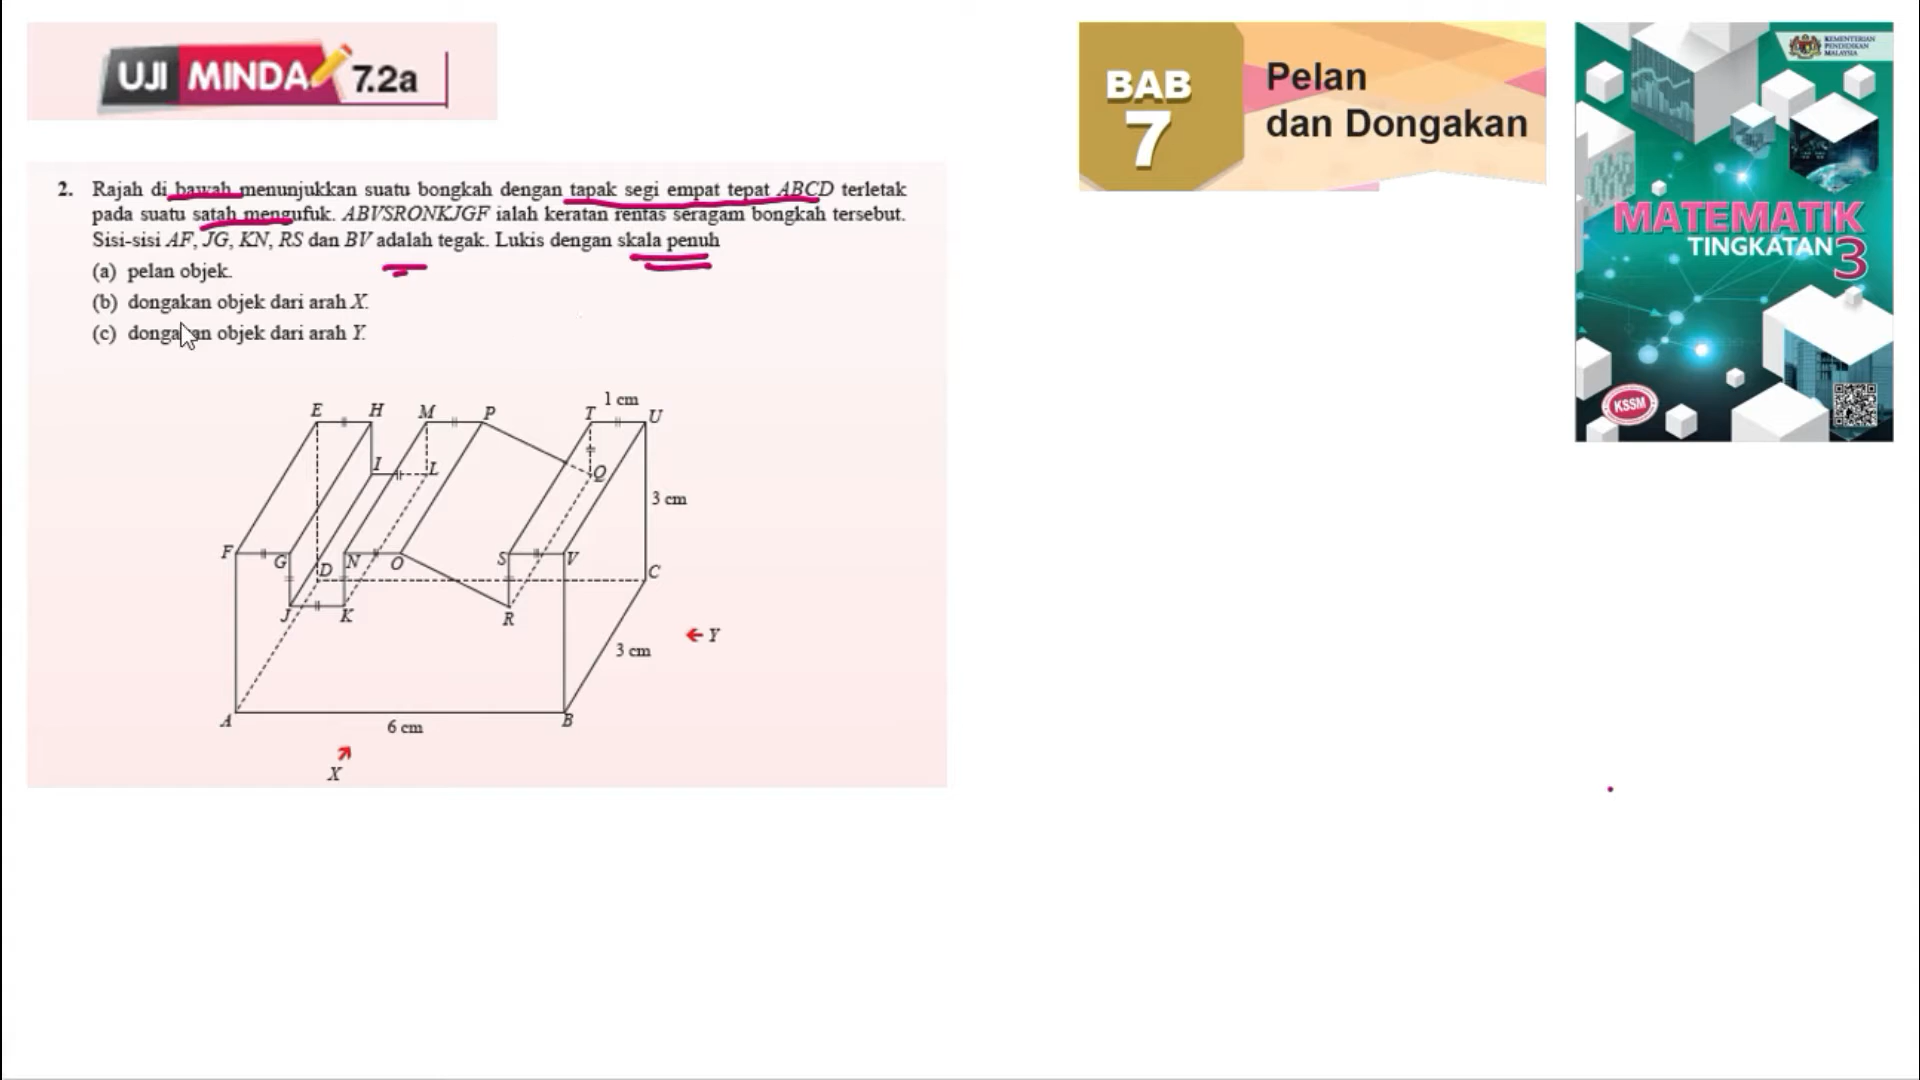 UJI MINDA 7.2a
BAB
7
Pelan
dan Dongakan
KEMENTERIAN
PENDIDIKAN
MALAYSIA
MATEMATIK
TINGKATAN 3
KSSM
2. Rajah di bawah menunjukkan suatu bongkah dengan tapak segi empat tepat ABCD terletak
pada suatu satah mengufuk. ABVSRONKJGF ialah keratan rentas seragam bongkah tersebut.
Sisi-sisi AF, JG, KN, RS dan BV adalah tegak. Lukis dengan skala penuh
(a) pelan objek.
(b) dongakan objek dari arah X.
(c) dongakan objek dari arah Y.
1 cm
E H M P T U
I L Q
3 cm
F G D N O S V C
J K R
Y
3 cm
A B
6 cm
X